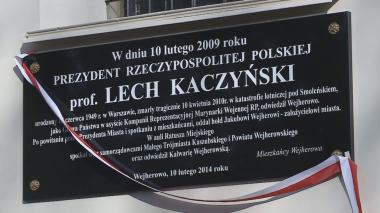 W dniu 10 lutego 2009 roku
PREZYDENT RZECZYPOSPOLITEJ POLSKIEJ
prof. LECH KACZYŃSKI
urodzony czerwca 1949 r. w Warszawie, zmarły tragicznie 10 kwietnia 2010r. w katastrofie lotniczej pod Smoleńskiem,
jako Głowa Państwa w asyście Kompanii Reprezentacyjnej Marynarki Wojennej RP, odwiedził Wejherowo.
Po powitaniu Prezydenta Miasta i spotkaniu z mieszkańcami, oddał hołd Jakubowi Wejherowi - założycielowi miasta.
W auli Ratusza Miejskiego
spotkał samorządowcami Małego Trójmiasta Kaszubskiego i Powiatu Wejherowskiego
oraz odwiedził Kalwarię Wejherowską.
Mieszkańcy Wejherowa
Wejherowo, 10 lutego 2014 roku